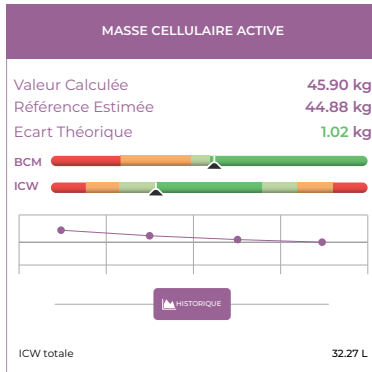 MASSE CELLULAIRE ACTIVE
Valeur Calculée 45.90 kg
Référence Estimée 44.88 kg
Ecart Théorique 1.02 kg
BCM
ICW
HISTORIQUE
ICW totale 32.27 L